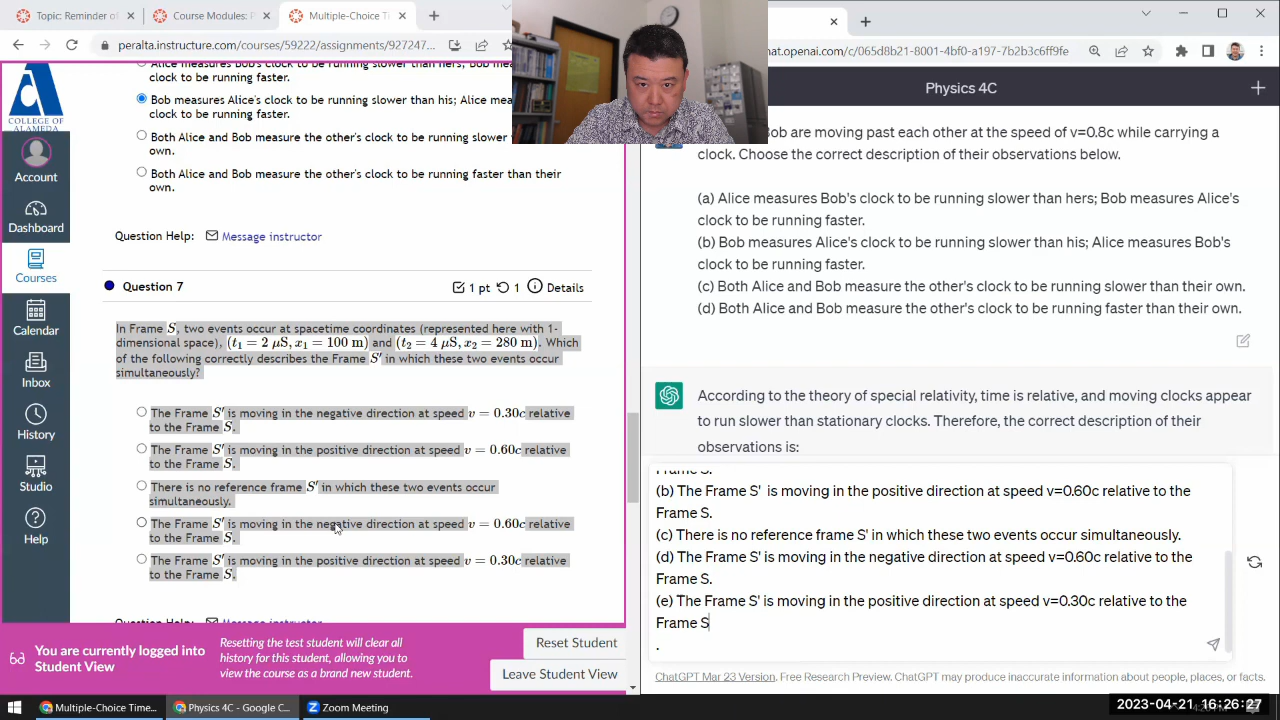 Topic: Reminder of
Course Modules: P
Multiple-Choice Ti
peralta.instructure.com/courses/59222/assignments/927247...
hat.openai.com/c/065d8b21-8001-4bf0-a197-7b2b3c6ff9fe
Physics 4C
COLLEGE OF
ALAMEDA
Account
Dashboard
Courses
Calendar
Inbox
History
Studio
Help
Alice measures Bob's clock to be running slower than hers; Bob mea
clock to be running faster.
Bob measures Alice's clock to be running slower than his; Alice mea
clock to be running faster.
Both Alice and Bob measure the other's clock to be running slower
own.
Both Alice and Bob measure the other's clock to be running faster than their
own.
Question Help: Message instructor
Question 7
1 pt 1 Details
In Frame S, two events occur at spacetime coordinates (represented here with 1-
dimensional space), (t₁ = 2 μS, x₁ = 100 m) and (t₂ = 4 μS, x₂ = 280 m). Which
of the following correctly describes the Frame S′ in which these two events occur
simultaneously?
The Frame S′ is moving in the negative direction at speed v = 0.30c relative
to the Frame S.
The Frame S′ is moving in the positive direction at speed v = 0.60c relative
to the Frame S.
There is no reference frame S′ in which these two events occur
simultaneously.
The Frame S′ is moving in the negative direction at speed v = 0.60c relative
to the Frame S.
The Frame S′ is moving in the positive direction at speed v = 0.30c relative
to the Frame S.
Message instructor
You are currently logged into
Student View
Resetting the test student will clear all
history for this student, allowing you to
view the course as a brand new student.
Reset Student
Leave Student View
ob are moving past each other at the speed of v=0.8c while carrying a
clock. Choose the correct description of their observations below.
(a) Alice measures Bob's clock to be running slower than hers; Bob measures Alice's
clock to be running faster.
(b) Bob measures Alice's clock to be running slower than his; Alice measures Bob's
clock to be running faster.
(c) Both Alice and Bob measure the other's clock to be running slower than their own.
(d) Both Alice and Bob measure the other's clock to be running faster than their own.
According to the theory of special relativity, time is relative, and moving clocks appear
to run slower than stationary clocks. Therefore, the correct description of their
observations is:
Frame S.
(b) The Frame S' is moving in the positive direction at speed v=0.60c relative to the
Frame S.
(c) There is no reference frame S' in which these two events occur simultaneously.
(d) The Frame S' is moving in the negative direction at speed v=0.60c relative to the
Frame S.
(e) The Frame S' is moving in the positive direction at speed v=0.30c relative to the
Frame S
.
ChatGPT Mar 23 Version. Free Research Preview. ChatGPT may produce inaccurate information about people, places, or facts.
Multiple-Choice Time...
Physics 4C - Google C...
Zoom Meeting
2023-04-21 16:26:27